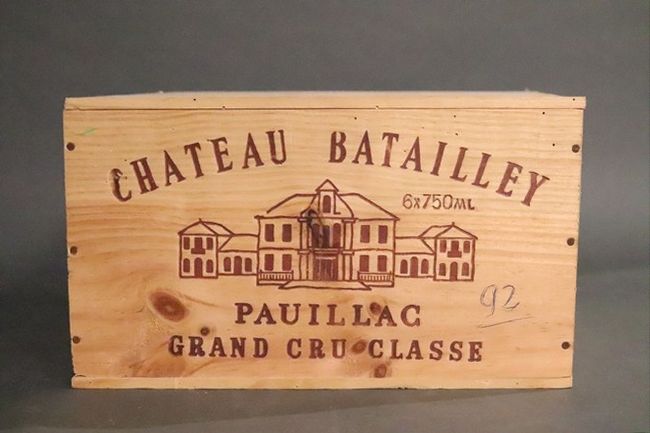 CHATEAU BATAILLEY
6x750ML
92
PAUILLAC
GRAND CRU CLASSE